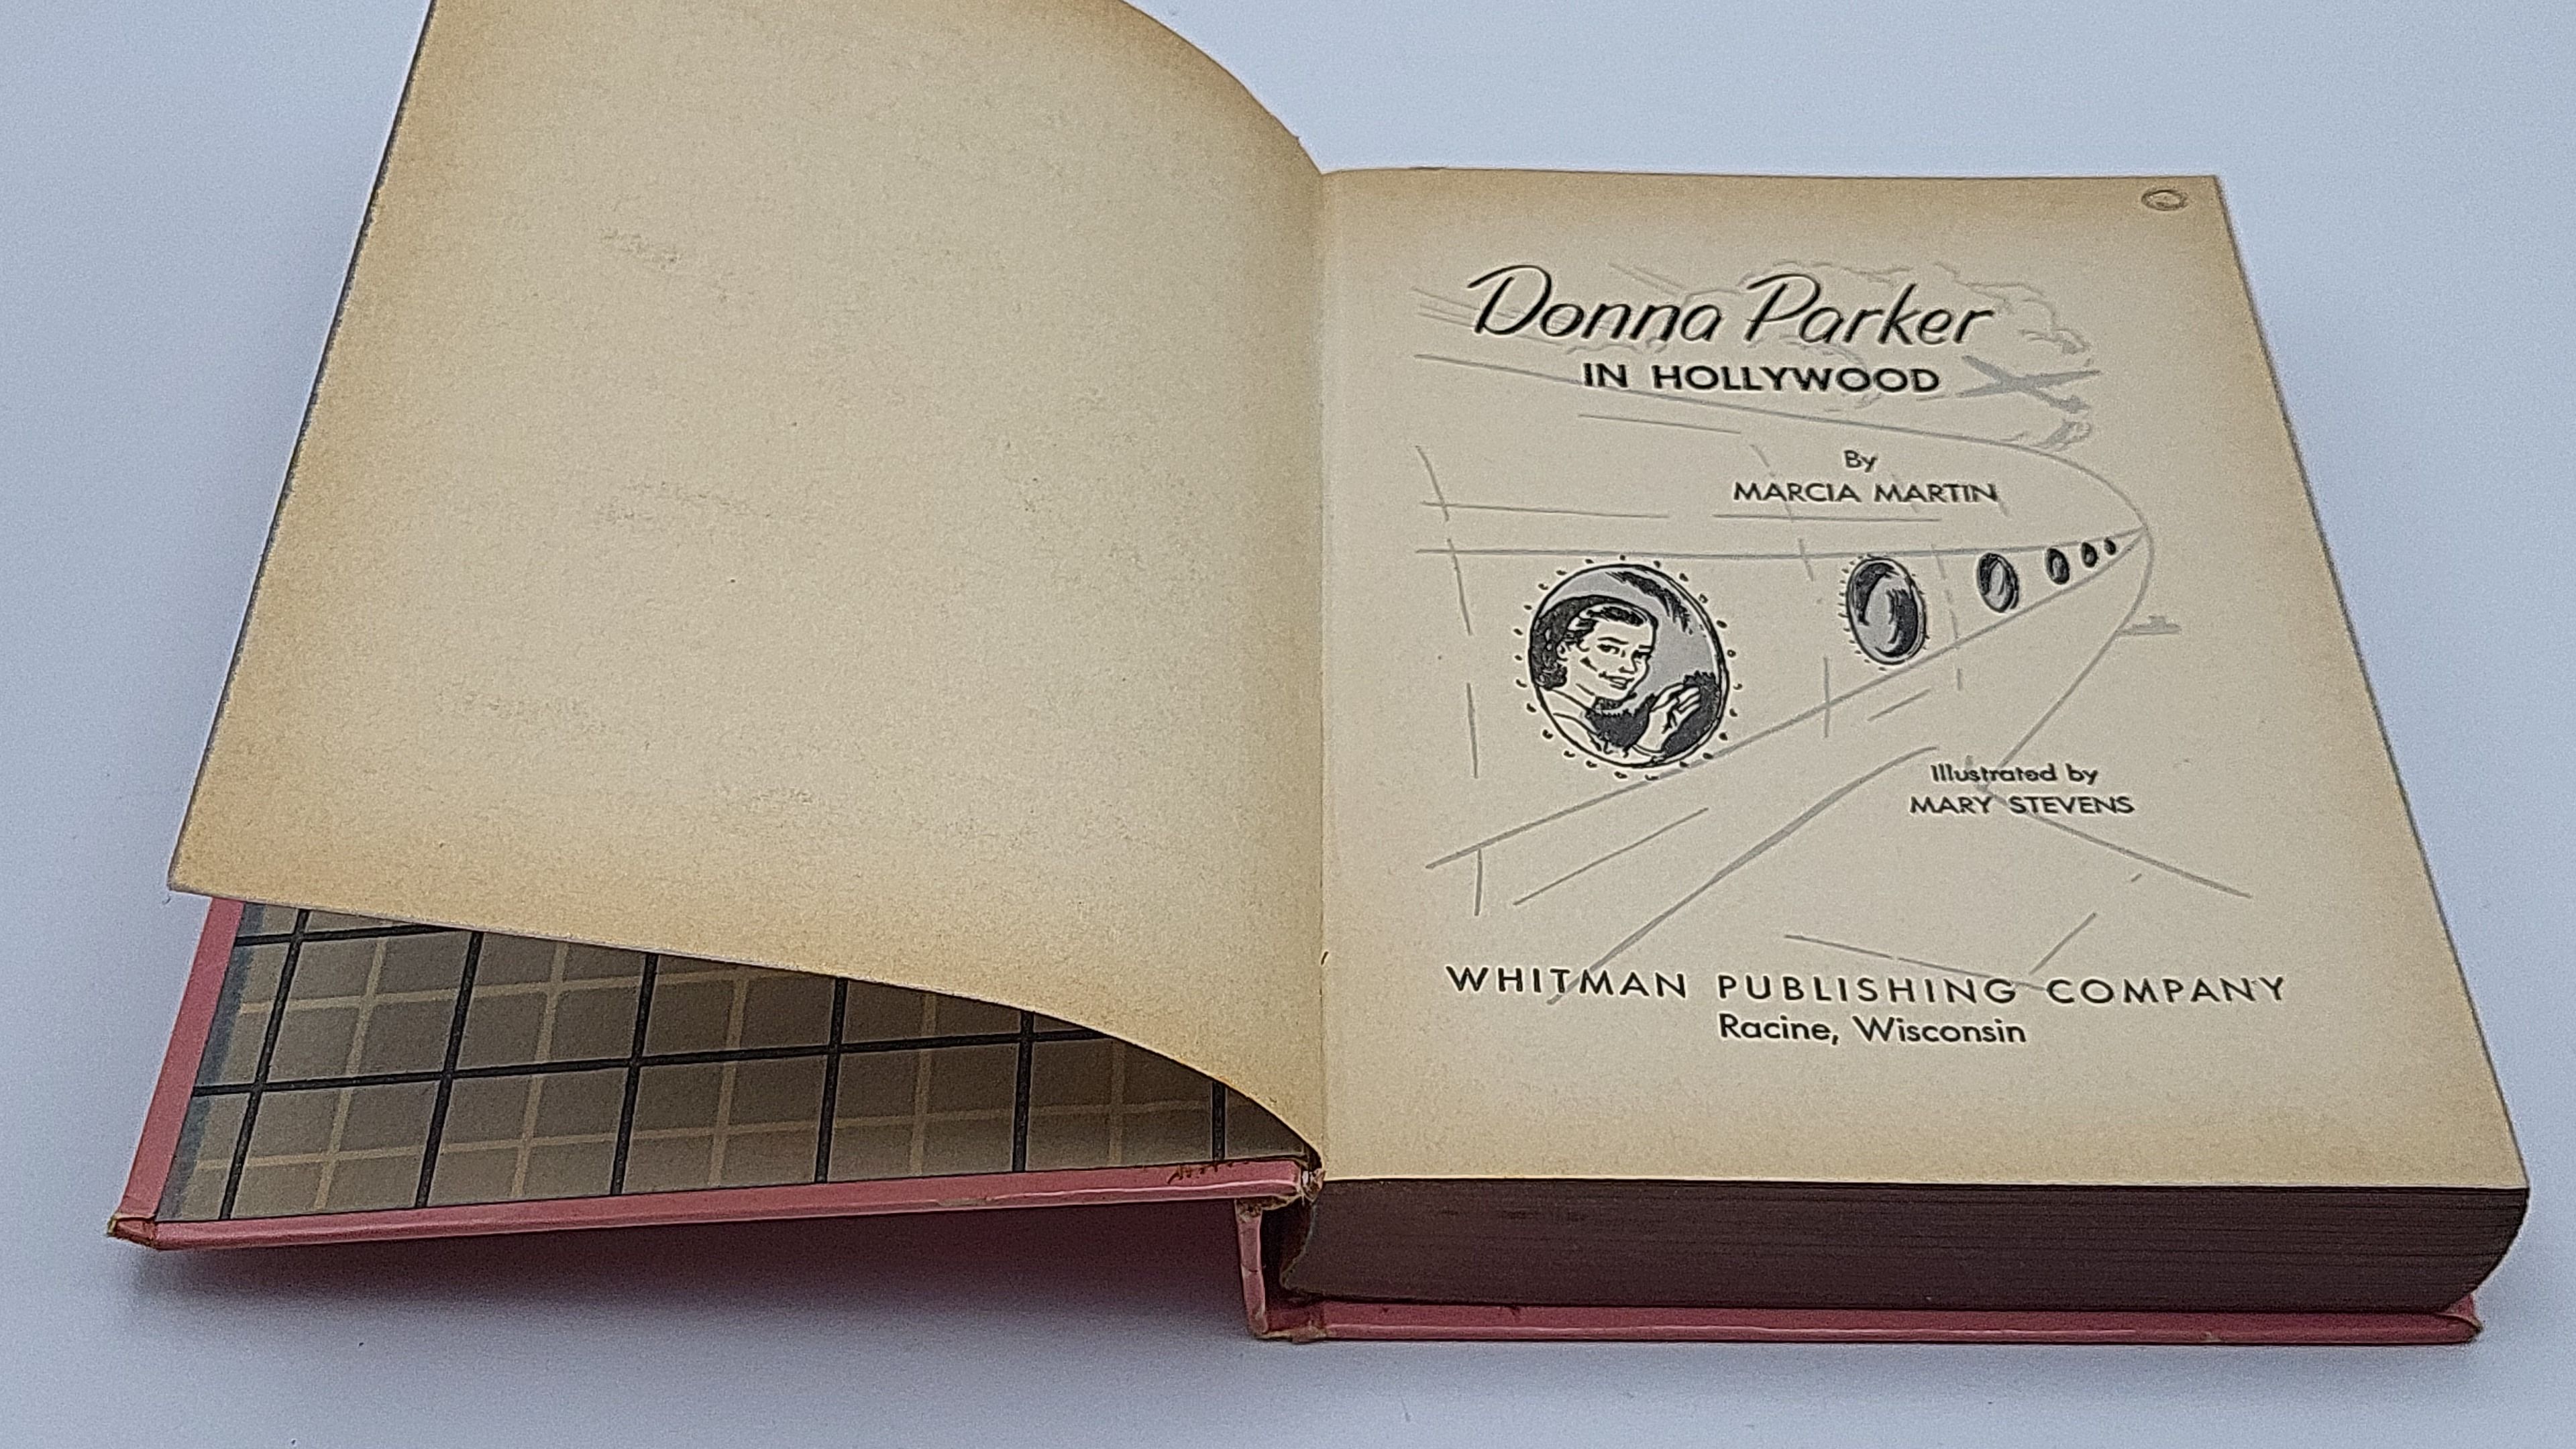 Donna Parker
IN HOLLYWOOD
By
MARCIA MARTIN
Illustrated by
MARY STEVENS
WHITMAN PUBLISHING COMPANY
Racine, Wisconsin